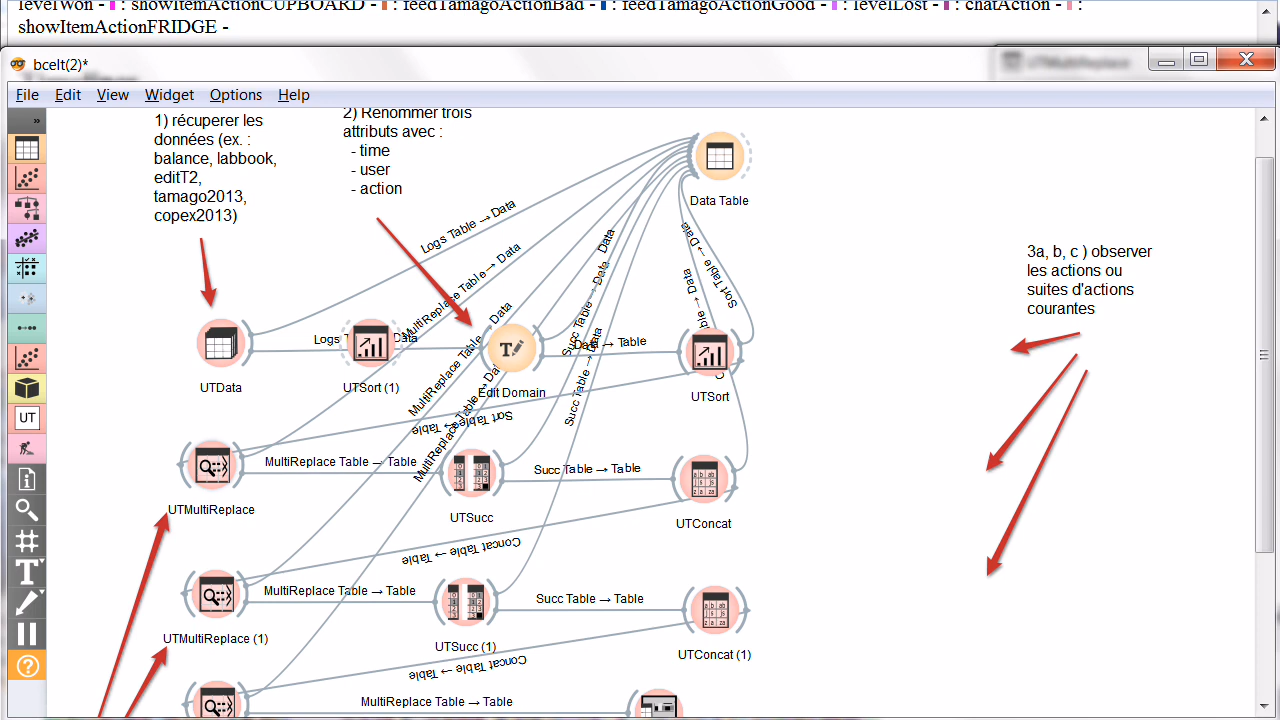 levelWon - : showItemActionCUPBOARD - : feedTamagoActionBad - : feedTamagoActionGood - : levelLost - : chatAction - :
showItemActionFRIDGE -
UTMultiReplace
bcelt(2)*
File Edit View Widget Options Help
»
1) récuperer les
données (ex. :
balance, labbook,
editT2,
tamago2013,
copex2013)
2) Renommer trois
attributs avec :
- time
- user
- action
Data Table
3a, b, c ) observer
les actions ou
suites d'actions
courantes
Logs Table → Data
MultiReplace Table → Data
MultiReplace Table → Data
MultiReplace Table → Data
Succ Table → Data
Succ Table → Data
Sort Table → Data
Table → Data
Data → Table
UTData
UTSort (1)
Edit Domain
UTSort
Sort Table → Table
MultiReplace Table → Table
Succ Table → Table
UTMultiReplace
UTSucc
UTConcat
Concat Table → Table
MultiReplace Table → Table
Succ Table → Table
UTMultiReplace (1)
UTSucc (1)
UTConcat (1)
Concat Table → Table
MultiReplace Table → Table
UT